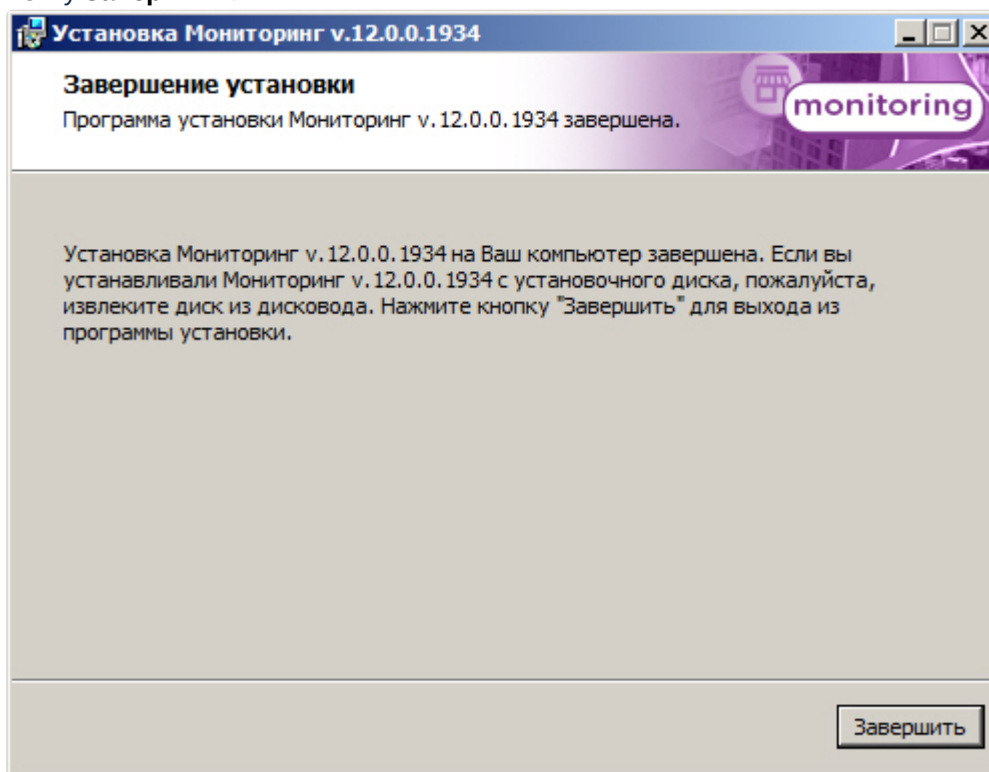 Установка Мониторинг v.12.0.0.1934
Завершение установки
Программа установки Мониторинг v.12.0.0.1934 завершена.
monitoring
Установка Мониторинг v.12.0.0.1934 на Ваш компьютер завершена. Если вы
устанавливали Мониторинг v.12.0.0.1934 с установочного диска, пожалуйста,
извлеките диск из дисковода. Нажмите кнопку "Завершить" для выхода из
программы установки.
Завершить